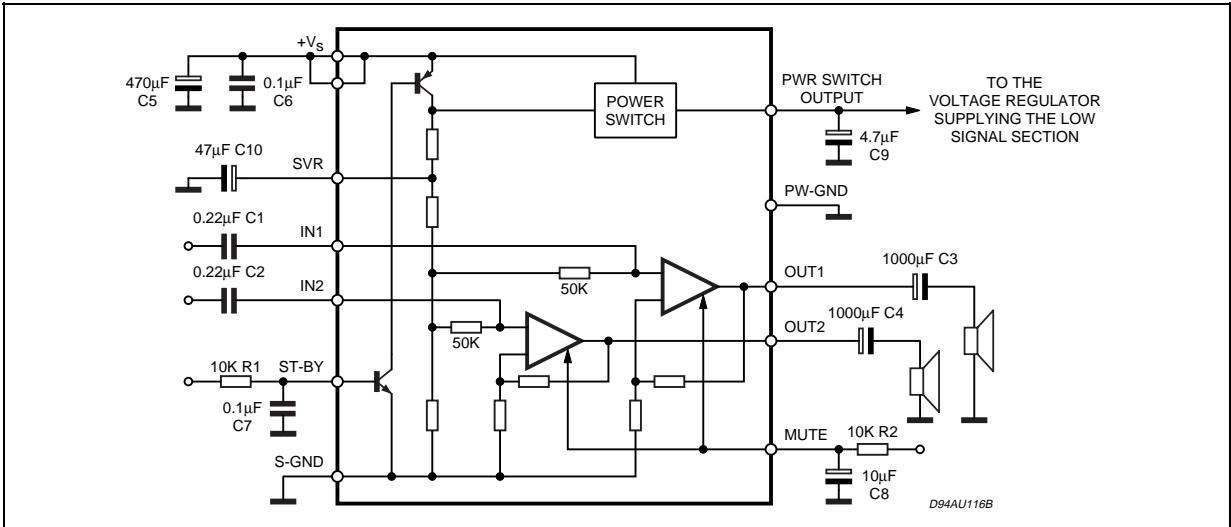 +VS
470µF
C5
0.1µF
C6
POWER
SWITCH
PWR SWITCH
OUTPUT
TO THE
VOLTAGE REGULATOR
SUPPLYING THE LOW
SIGNAL SECTION
4.7µF
C9
47µF C10
SVR
PW-GND
0.22µF C1
IN1
0.22µF C2
IN2
50K
50K
OUT1
1000µF C3
OUT2
1000µF C4
10K R1
ST-BY
0.1µF
C7
S-GND
MUTE
10K R2
10µF
C8
D94AU116B